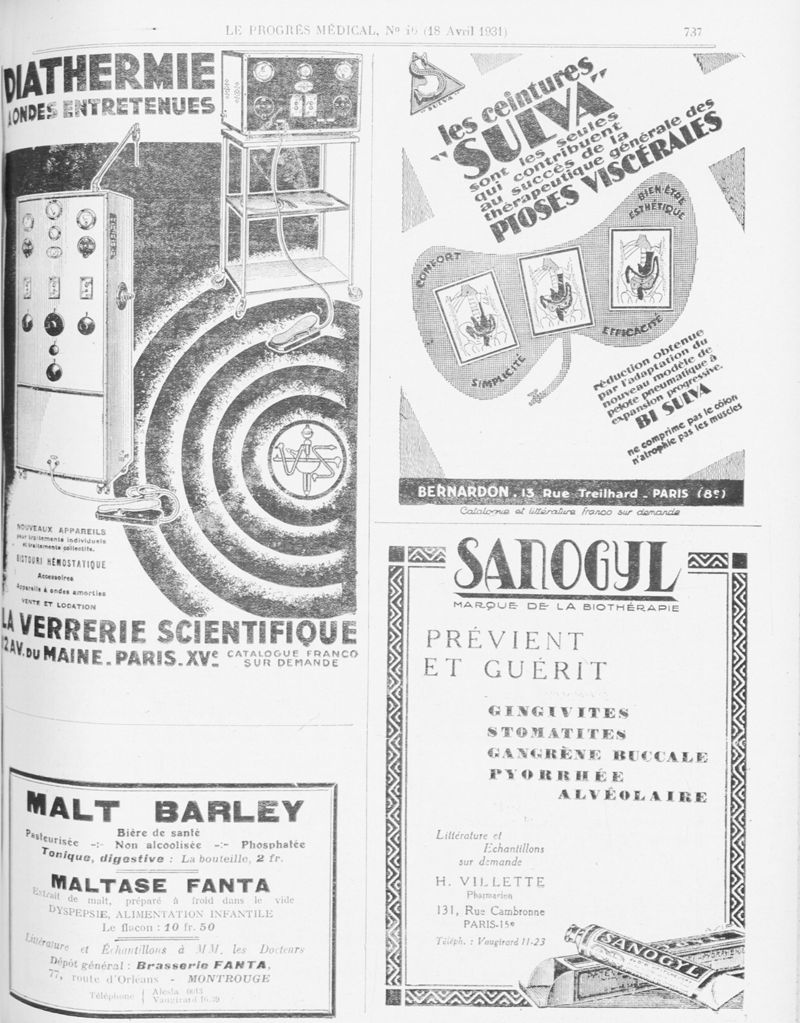 LE PROGRÈS MÉDICAL, No 16 (18 Avril 1931)
737
DIATHERMIE
A ONDES ENTRETENUES
NOUVEAUX APPAREILS
pour traitements individuels
et traitements collectifs.
BISTOURI HÉMOSTATIQUE
Accessoires
Appareils à ondes amorties
VENTE ET LOCATION
LA VERRERIE SCIENTIFIQUE
12 AV. DU MAINE. PARIS. XVe
CATALOGUE FRANCO
SUR DEMANDE
MALT BARLEY
Bière de santé
Pasteurisée -:- Non alcoolisée -:- Phosphatée
Tonique, digestive : La bouteille, 2 fr.
MALTASE FANTA
Extrait de malt, préparé à froid dans le vide
DYSPEPSIE, ALIMENTATION INFANTILE
Le flacon : 10 fr. 50
Littérature et Échantillons à MM. les Docteurs
Dépôt général : Brasserie FANTA,
77, route d'Orléans - MONTROUGE
Téléphone
Alésia
Vaugirard
S
SULVA
les ceintures
"SULVA"
sont les seules
qui contribuent
au succès de la
thérapeutique générale des
PTOSES VISCÉRALES
BIEN-ÊTRE
ESTHÉTIQUE
CONFORT
EFFICACITÉ
SIMPLICITÉ
réduction obtenue
par l'adaptation du
nouveau modèle de
pelote pneumatique à
expansion progressive.
BI SULVA
ne comprime pas le côlon
n'atrophie pas les muscles
BERNARDON . 13 Rue Treilhard . PARIS (8e)
Catalogue et littérature franco sur demande
SANOGYL
MARQUE DE LA BIOTHÉRAPIE
PRÉVIENT
ET GUÉRIT
GINGIVITES
STOMATITES
GANGRÈNE BUCCALE
PYORRHÉE
ALVÉOLAIRE
Littérature et
Echantillons
sur demande
H. VILLETTE
Pharmacien
131, Rue Cambronne
PARIS-15e
Téléph. : Vaugirard 11-23
SANOGYL